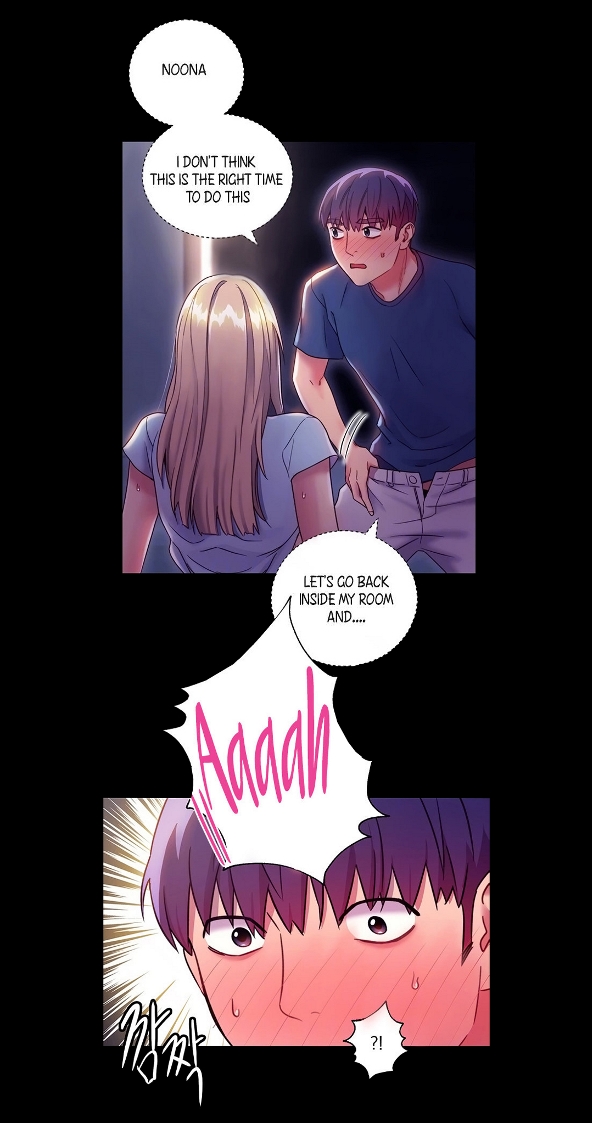 NOONA
I DON'T THINK
THIS IS THE RIGHT TIME
TO DO THIS
LET'S GO BACK
INSIDE MY ROOM
AND....
Aaaah
?!
깜짝